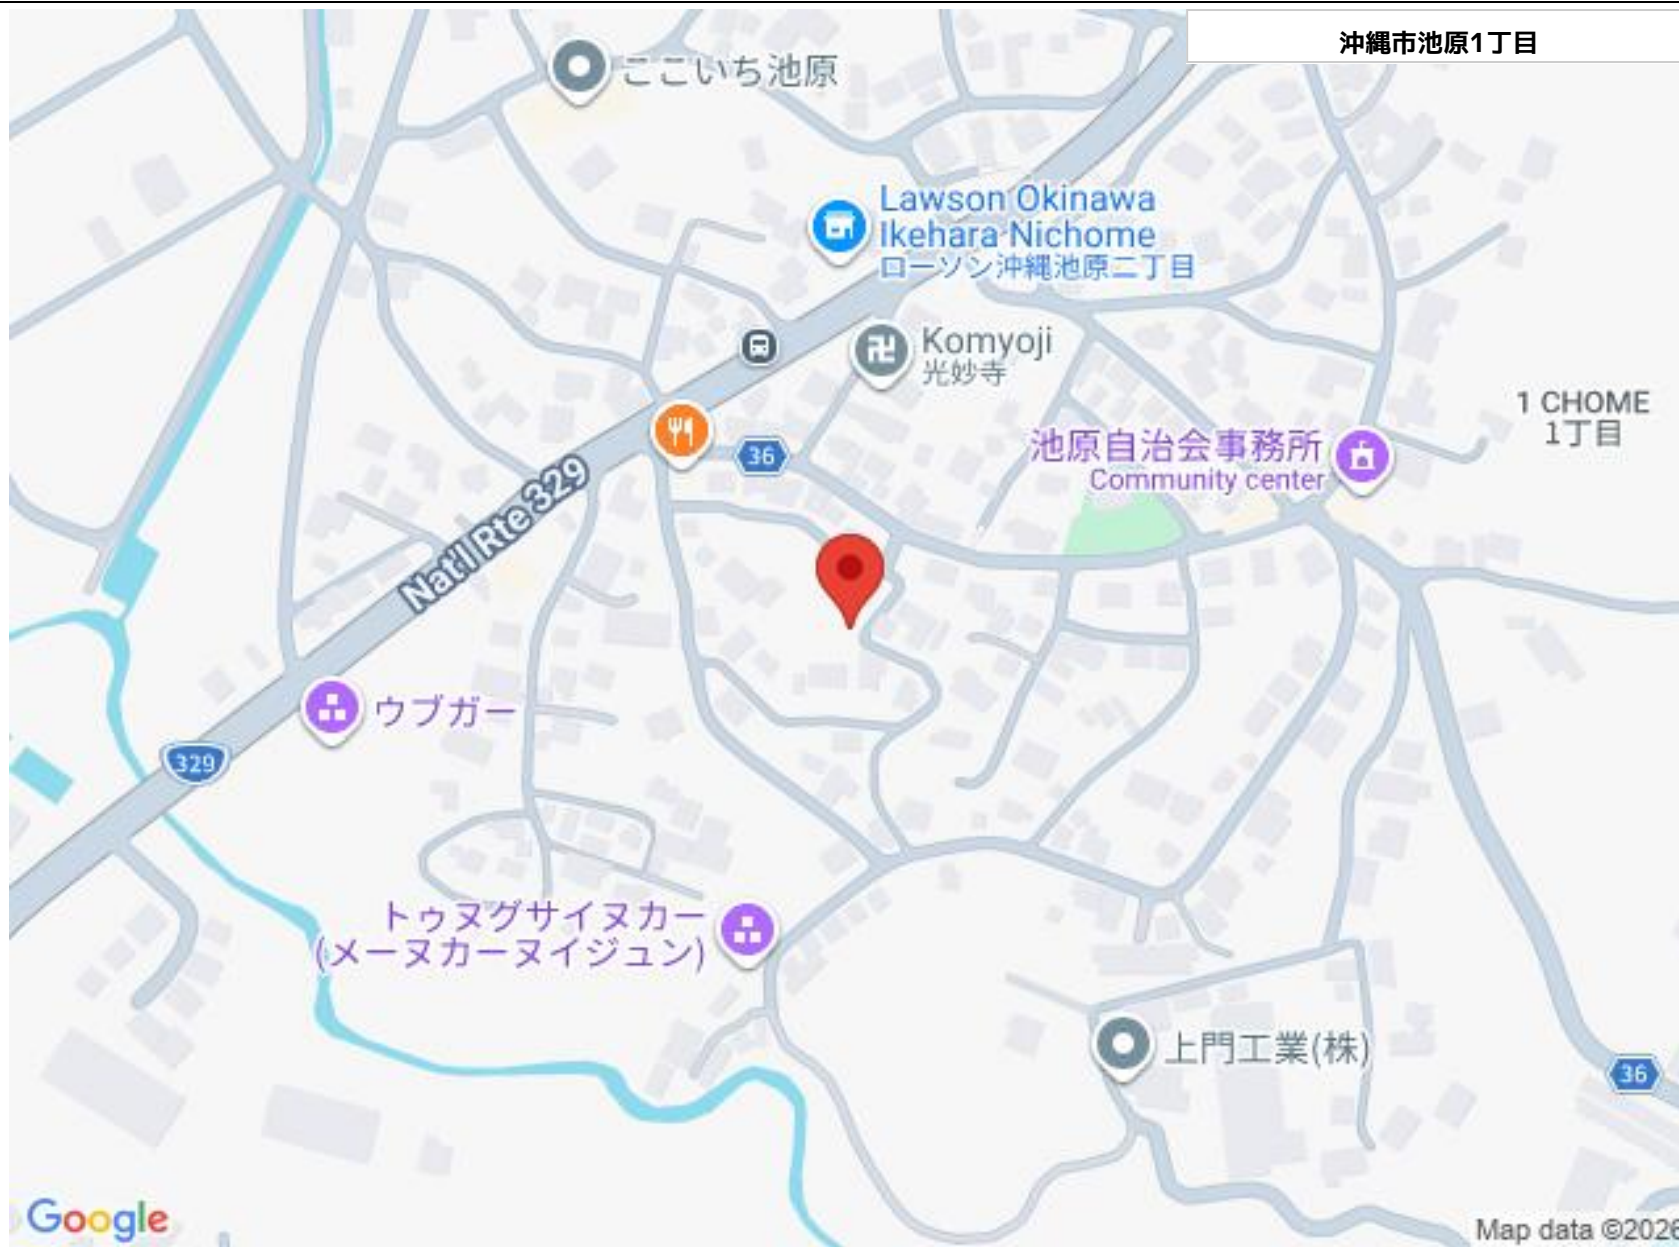 沖縄市池原1丁目
ここいち池原
Lawson Okinawa
Ikehara Nichome
ローソン沖縄池原二丁目
Komyoji
光妙寺
1 CHOME
1丁目
36
池原自治会事務所
Community center
Nat'l Rte 329
ウブガー
329
トゥヌグサイヌカー
(メーヌカーヌイジュン)
上門工業(株)
36
Google
Map data ©2026